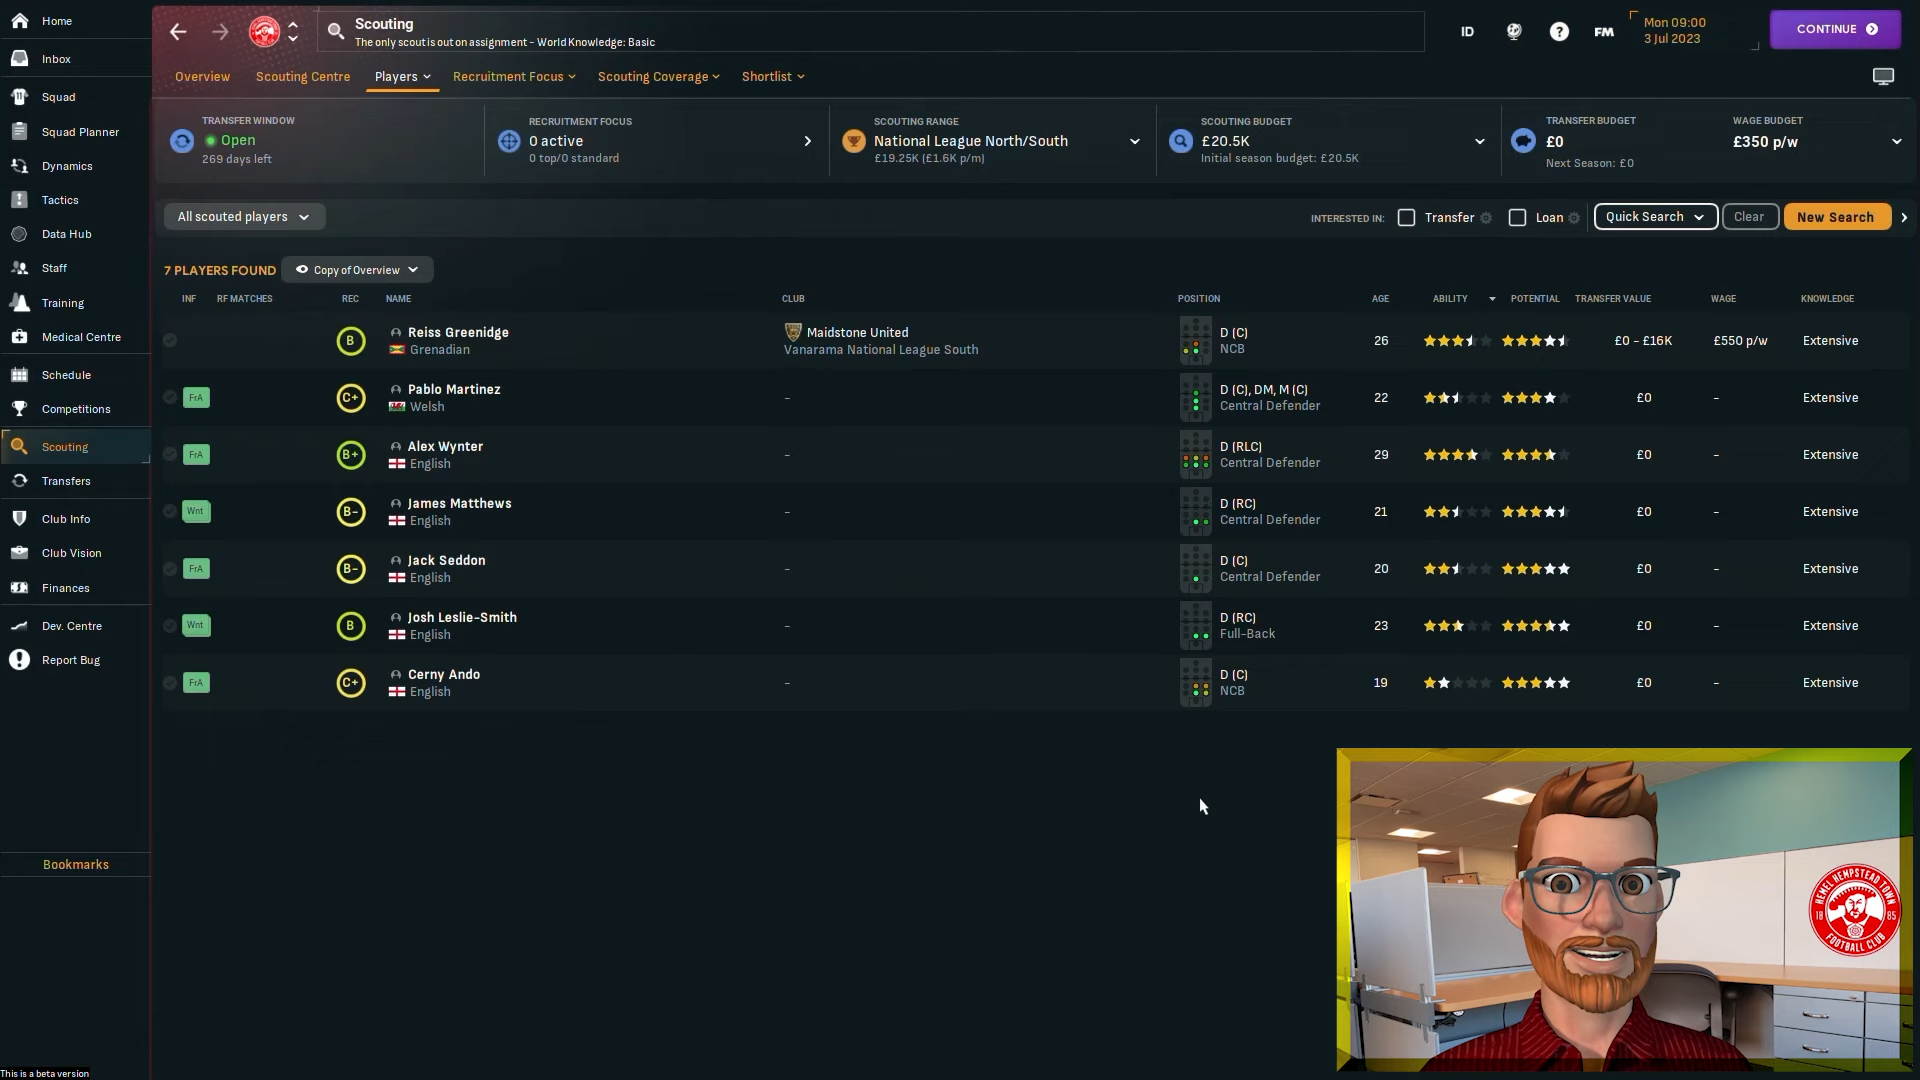 Home
Inbox
Squad
Squad Planner
Dynamics
Tactics
Data Hub
Staff
Training
Medical Centre
Schedule
Competitions
Scouting
Transfers
Club Info
Club Vision
Finances
Dev. Centre
Report Bug
Bookmarks
This is a beta version
Scouting
The only scout is out on assignment - World Knowledge: Basic
ID
FM
Mon 09:00
3 Jul 2023
CONTINUE
Overview
Scouting Centre
Players
Recruitment Focus
Scouting Coverage
Shortlist
TRANSFER WINDOW
Open
269 days left
RECRUITMENT FOCUS
0 active
0 top/0 standard
SCOUTING RANGE
National League North/South
£19.25K (£1.6K p/m)
SCOUTING BUDGET
£20.5K
Initial season budget: £20.5K
TRANSFER BUDGET
£0
Next Season: £0
WAGE BUDGET
£350 p/w
All scouted players
INTERESTED IN:
Transfer
Loan
Quick Search
Clear
New Search
7 PLAYERS FOUND
Copy of Overview
INF RF MATCHES REC NAME CLUB POSITION AGE ABILITY POTENTIAL TRANSFER VALUE WAGE KNOWLEDGE
B Reiss Greenidge Maidstone United D (C) 26 £0 - £16K £550 p/w Extensive
Grenadian Vanarama National League South NCB
FrA C+ Pablo Martinez - D (C), DM, M (C) 22 £0 - Extensive
Welsh Central Defender
FrA B+ Alex Wynter - D (RLC) 29 £0 - Extensive
English Central Defender
Wnt B- James Matthews - D (RC) 21 £0 - Extensive
English Central Defender
FrA B- Jack Seddon - D (C) 20 £0 - Extensive
English Central Defender
Wnt B Josh Leslie-Smith - D (RC) 23 £0 - Extensive
English Full-Back
FrA C+ Cerny Ando - D (C) 19 £0 - Extensive
English NCB
HEMEL HEMPSTEAD TOWN
18 85
FOOTBALL CLUB